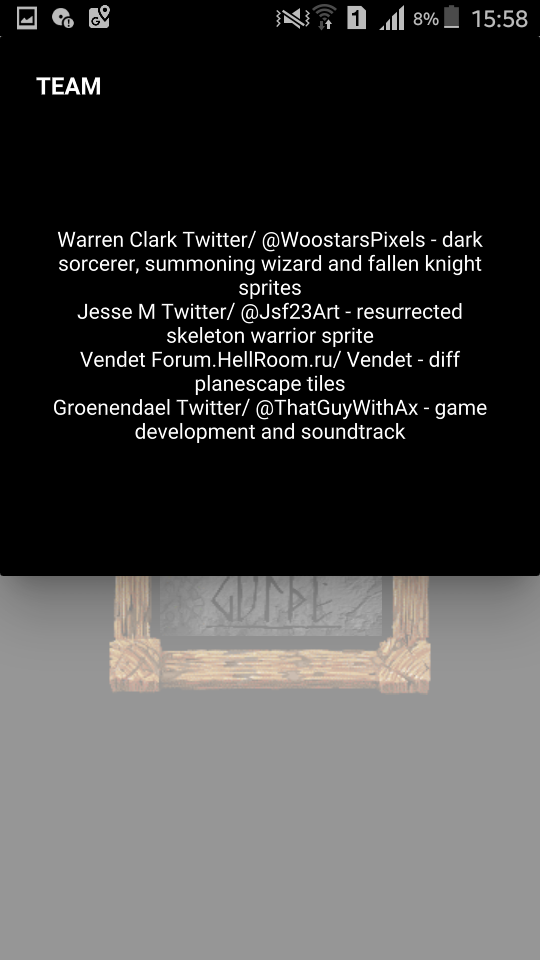 8% 15:58
TEAM
Warren Clark Twitter/ @WoostarsPixels - dark
sorcerer, summoning wizard and fallen knight
sprites
Jesse M Twitter/ @Jsf23Art - resurrected
skeleton warrior sprite
Vendet Forum.HellRoom.ru/ Vendet - diff
planescape tiles
Groenendael Twitter/ @ThatGuyWithAx - game
development and soundtrack